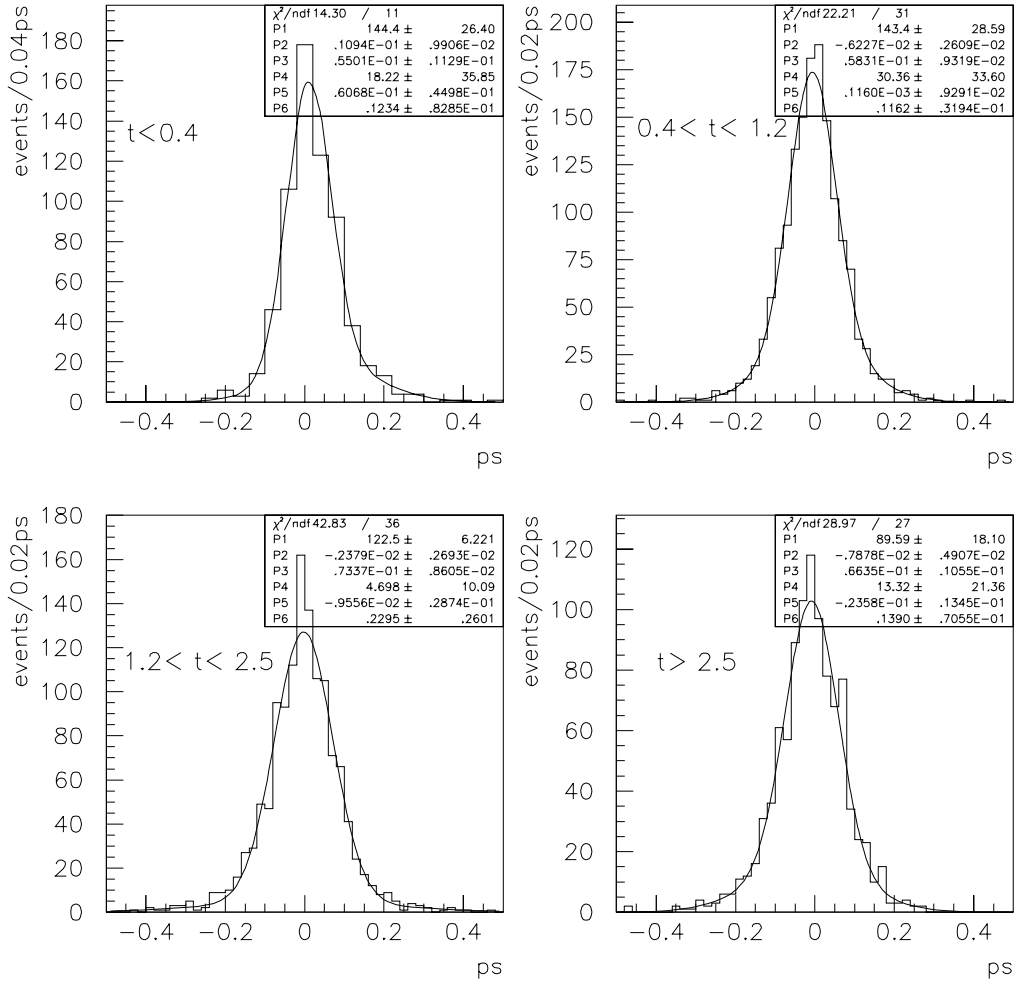 χ²/ndf 14.30 / 11
P1 144.4 ± 26.40
P2 .1094E-01 ± .9906E-02
P3 .5501E-01 ± .1129E-01
P4 18.22 ± 35.85
P5 .6068E-01 ± .4498E-01
P6 .1234 ± .8285E-01
t<0.4
events/0.04ps
180
160
140
120
100
80
60
40
20
0
-0.4 -0.2 0 0.2 0.4
ps
χ²/ndf 22.21 / 31
P1 143.4 ± 28.59
P2 -.6227E-02 ± .2609E-02
P3 .5831E-01 ± .9319E-02
P4 30.36 ± 33.60
P5 .1160E-03 ± .9291E-02
P6 .1162 ± .3194E-01
0.4< t< 1.2
events/0.02ps
200
175
150
125
100
75
50
25
0
-0.4 -0.2 0 0.2 0.4
ps
χ²/ndf 42.83 / 36
P1 122.5 ± 6.221
P2 -.2379E-02 ± .2693E-02
P3 .7337E-01 ± .8605E-02
P4 4.698 ± 10.09
P5 -.9556E-02 ± .2874E-01
P6 .2295 ± .2601
1.2< t< 2.5
events/0.02ps
180
160
140
120
100
80
60
40
20
0
-0.4 -0.2 0 0.2 0.4
ps
χ²/ndf 28.97 / 27
P1 89.59 ± 18.10
P2 -.7878E-02 ± .4907E-02
P3 .6635E-01 ± .1055E-01
P4 13.32 ± 21.36
P5 -.2358E-01 ± .1345E-01
P6 .1390 ± .7055E-01
t> 2.5
events/0.02ps
120
100
80
60
40
20
0
-0.4 -0.2 0 0.2 0.4
ps